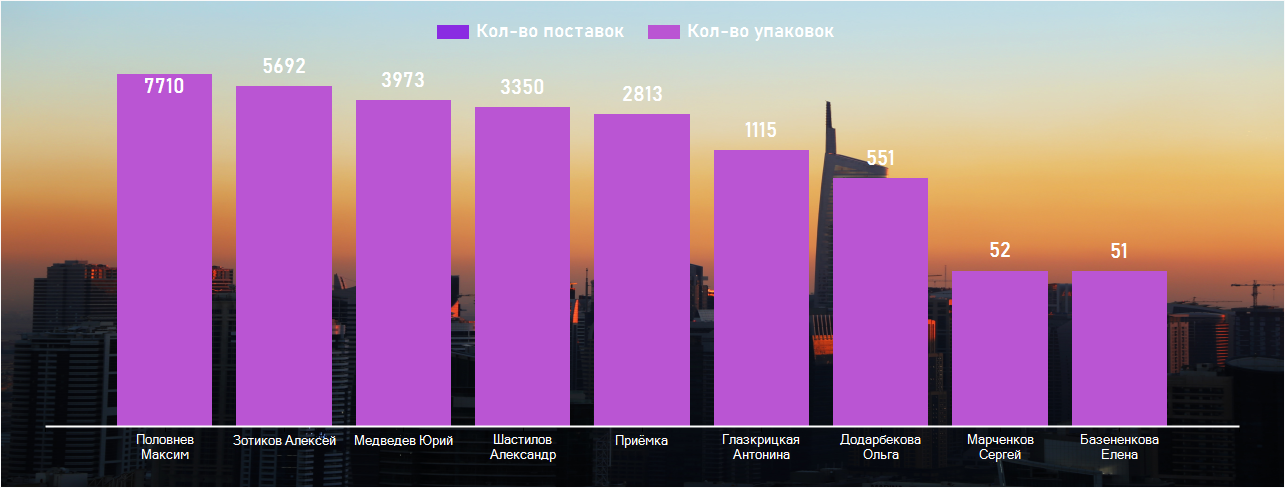 Кол-во поставок Кол-во упаковок
7710 5692 3973 3350 2813 1115 551 52 51
Половнев Зотиков Алексей Медведев Юрий Шастилов Приёмка Глазкрицкая Додарбекова Марченков Базененкова
Максим Александр Антонина Ольга Сергей Елена